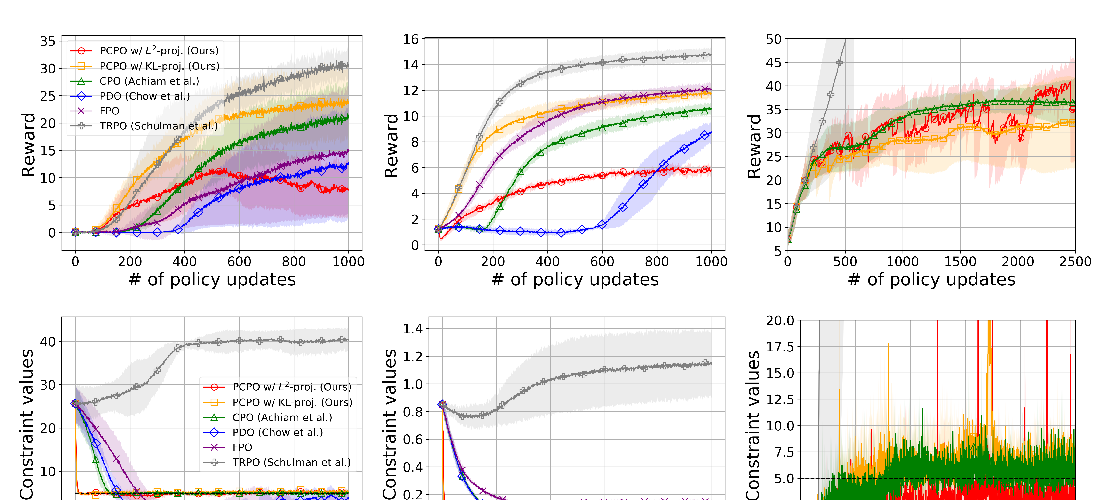 35
30
25
20
15
10
5
0
Reward
PCPO w/ L²-proj. (Ours)
PCPO w/ KL-proj. (Ours)
CPO (Achiam et al.)
PDO (Chow et al.)
FPO
TRPO (Schulman et al.)
0 200 400 600 800 1000
# of policy updates
16
14
12
10
8
6
4
2
0
Reward
0 200 400 600 800 1000
# of policy updates
50
45
40
35
30
25
20
15
10
5
Reward
0 500 1000 1500 2000 2500
# of policy updates
40
30
20
10
Constraint values
PCPO w/ L²-proj. (Ours)
PCPO w/ KL-proj. (Ours)
CPO (Achiam et al.)
PDO (Chow et al.)
FPO
TRPO (Schulman et al.)
1.4
1.2
1.0
0.8
0.6
0.4
0.2
Constraint values
20.0
17.5
15.0
12.5
10.0
7.5
5.0
Constraint values